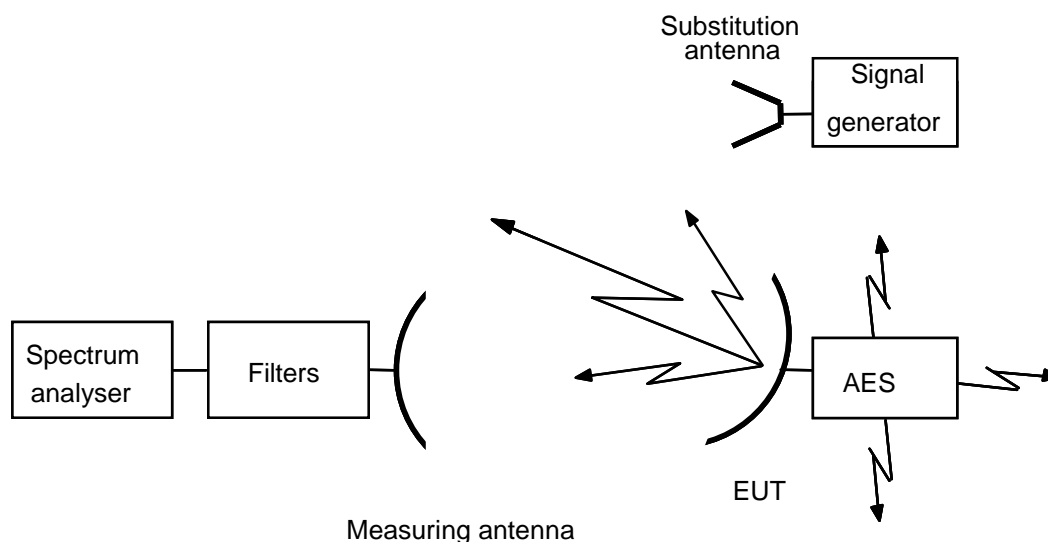 Substitution
antenna
Signal
generator
Spectrum
analyser
Filters
AES
EUT
Measuring antenna